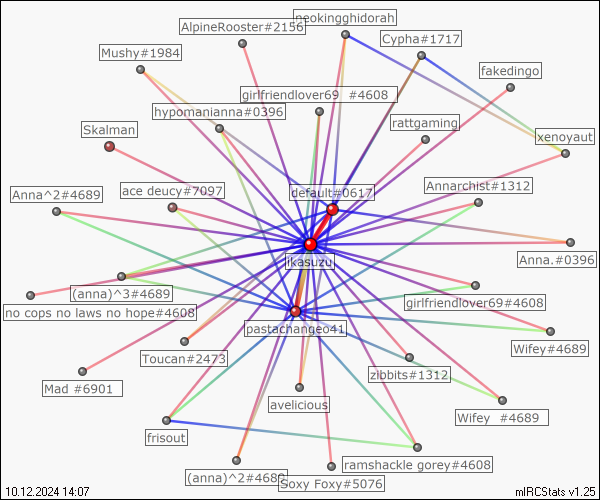 neokingghidorah
AlpineRooster#2156
Cypha#1717
Mushy#1984
fakedingo
girlfriendlover69 #4608
hypomanianna#0396
rattgaming
Skalman
xenoyaut
ace deucy#7097
default#0617
Annarchist#1312
Anna^2#4689
ikasuzu
Anna.#0396
(anna)^3#4689
girlfriendlover69#4608
no cops no laws no hope#4608
pastachangeo41
Wifey#4689
Toucan#2473
zibbits#1312
Mad #6901
avelicious
Wifey #4689
frisout
ramshackle gorey#4608
(anna)^2#4689
Soxy Foxy#5076
10.12.2024 14:07
mIRCStats v1.25